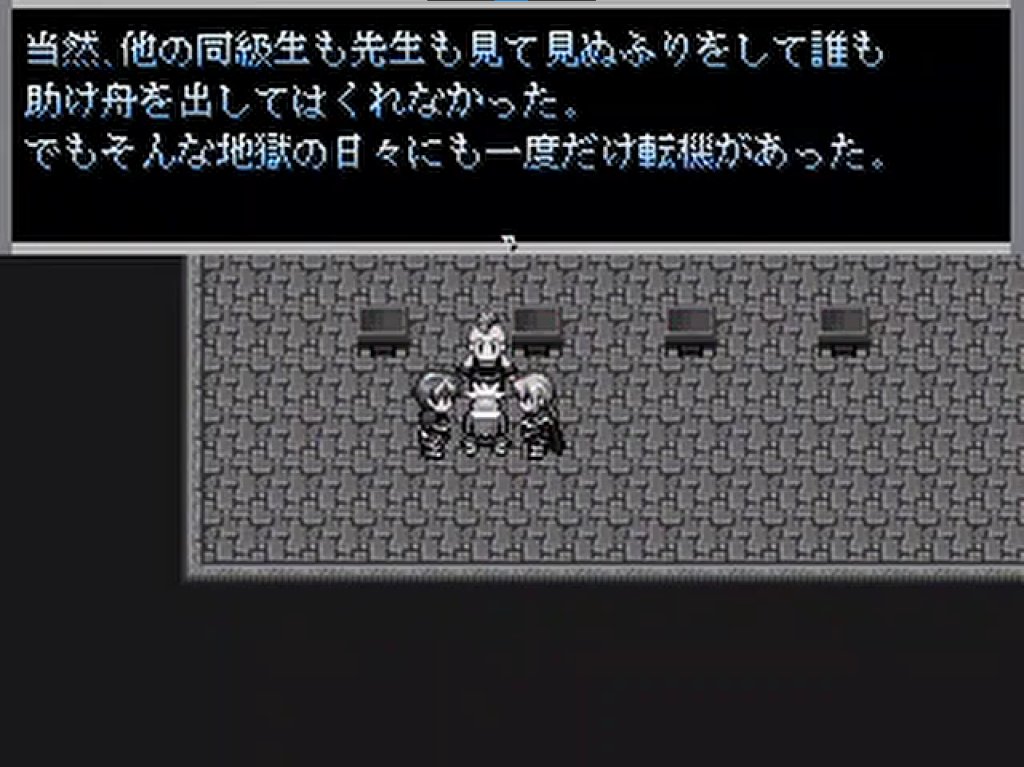 当然、他の同級生も先生も見て見ぬふりをして誰も
助け舟を出してはくれなかった。
でもそんな地獄の日々にも一度だけ転機があった。